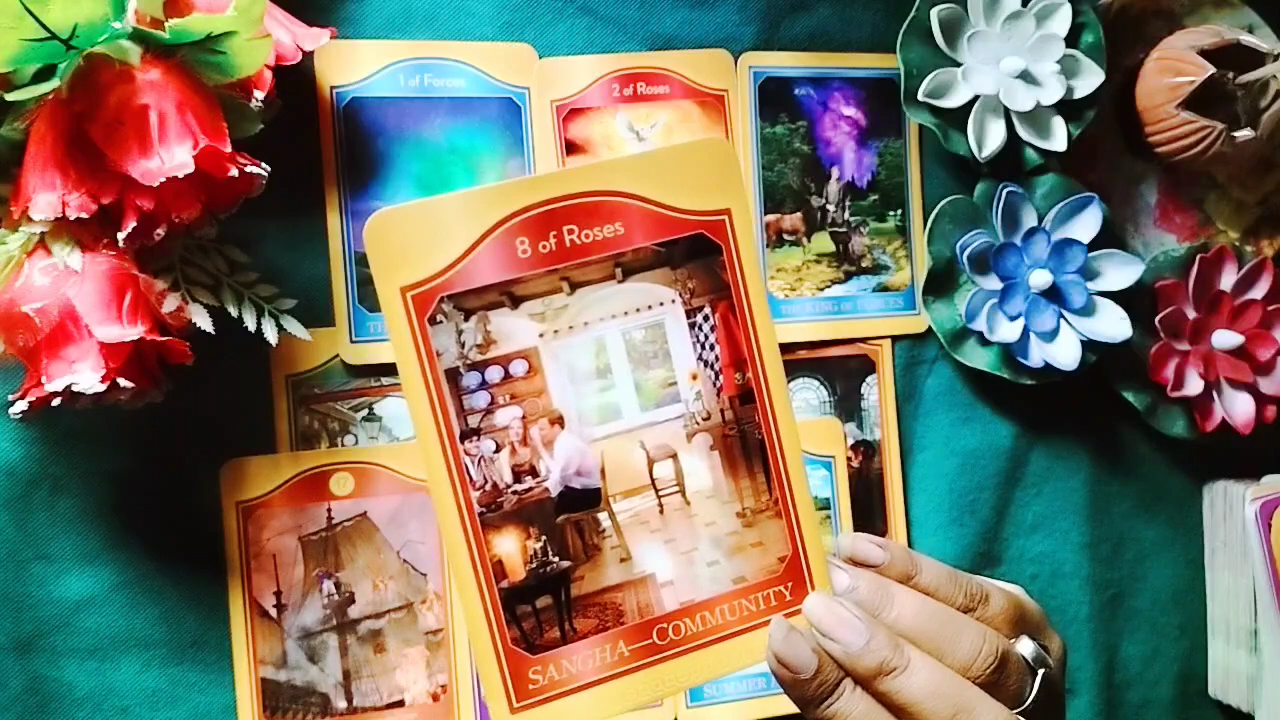 1 of Forces
2 of Roses
THE KING OF FORCES
8 of Roses
17
SANGHA—COMMUNITY
SUMMER